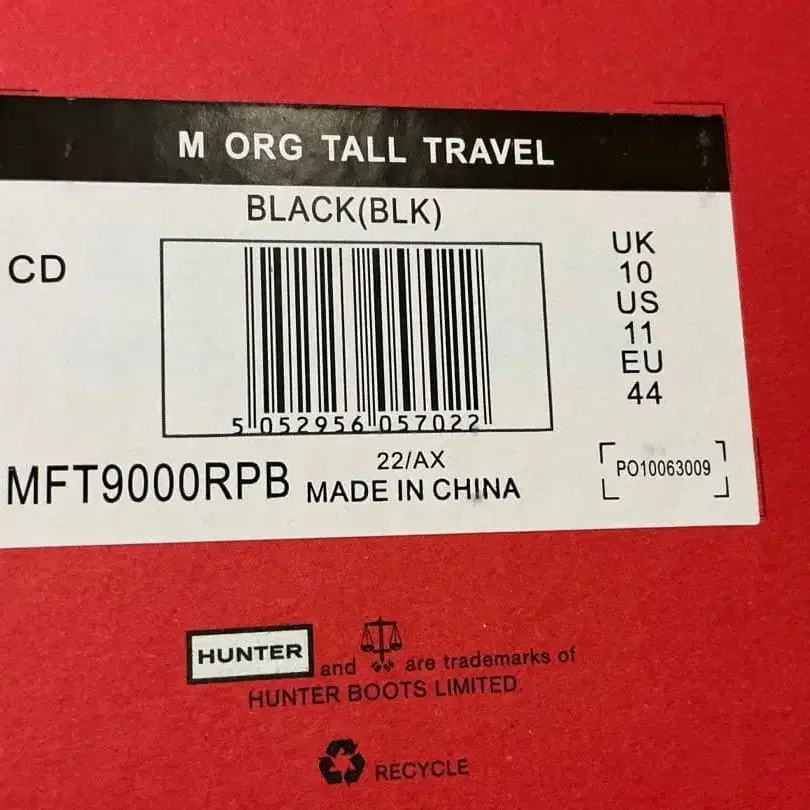 M ORG TALL TRAVEL
BLACK(BLK)
CD
UK
10
US
11
EU
44
5 052956 057022
MFT9000RPB
22/AX
MADE IN CHINA
PO10063009
HUNTER and are trademarks of
HUNTER BOOTS LIMITED.
RECYCLE